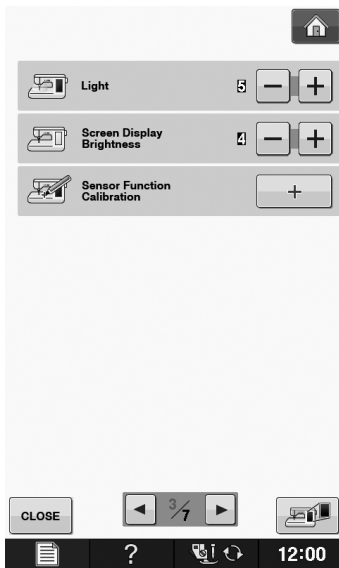 Light 5 − +
Screen Display
Brightness 4 − +
Sensor Function
Calibration +
CLOSE 3/7
? 12:00